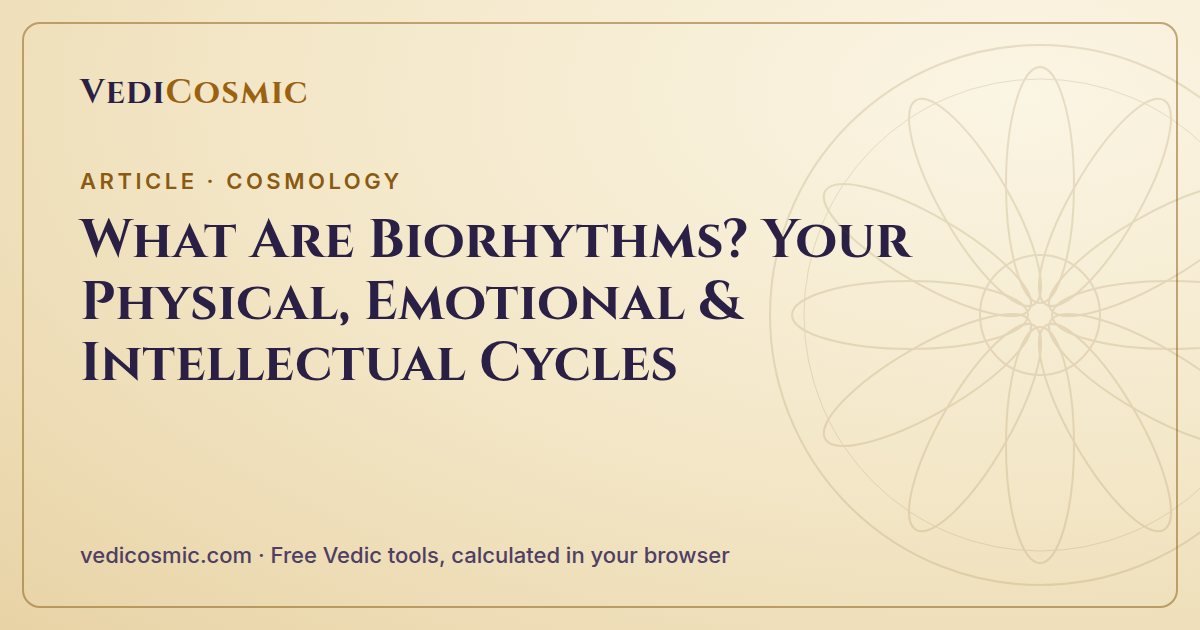 VediCosmic
ARTICLE · COSMOLOGY
What Are Biorhythms? Your
Physical, Emotional &
Intellectual Cycles
vedicosmic.com · Free Vedic tools, calculated in your browser